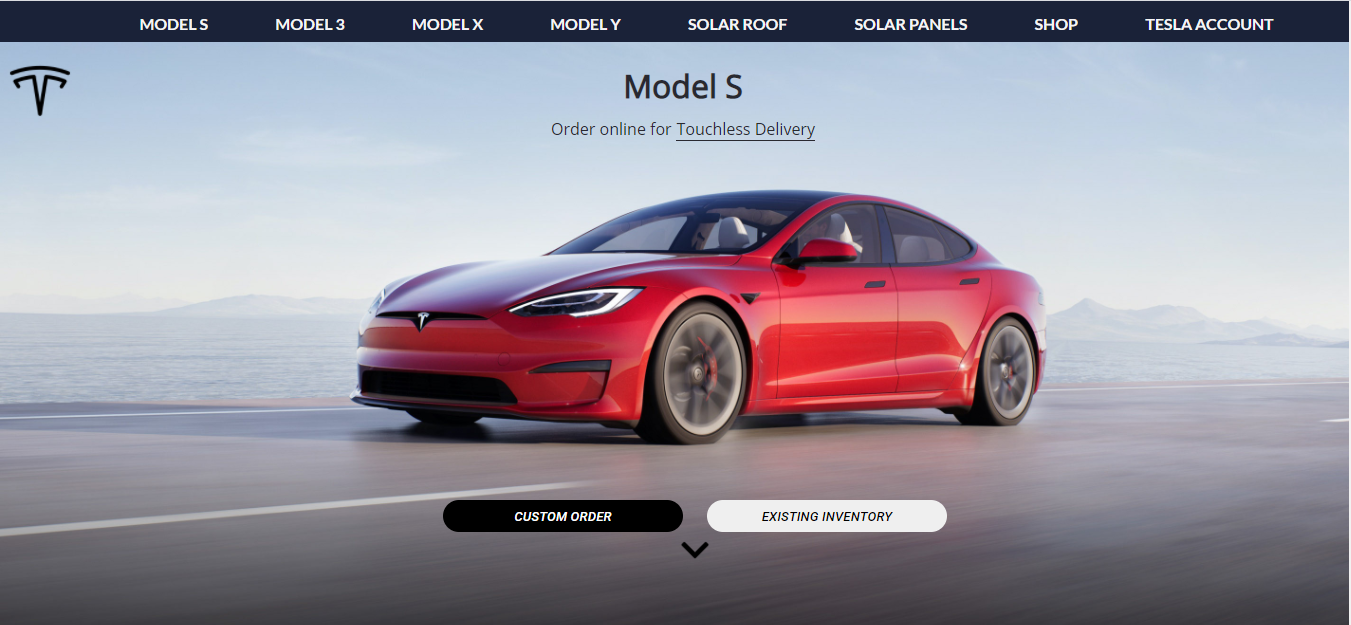 MODEL S MODEL 3 MODEL X MODEL Y SOLAR ROOF SOLAR PANELS SHOP TESLA ACCOUNT
Model S
Order online for Touchless Delivery
CUSTOM ORDER EXISTING INVENTORY